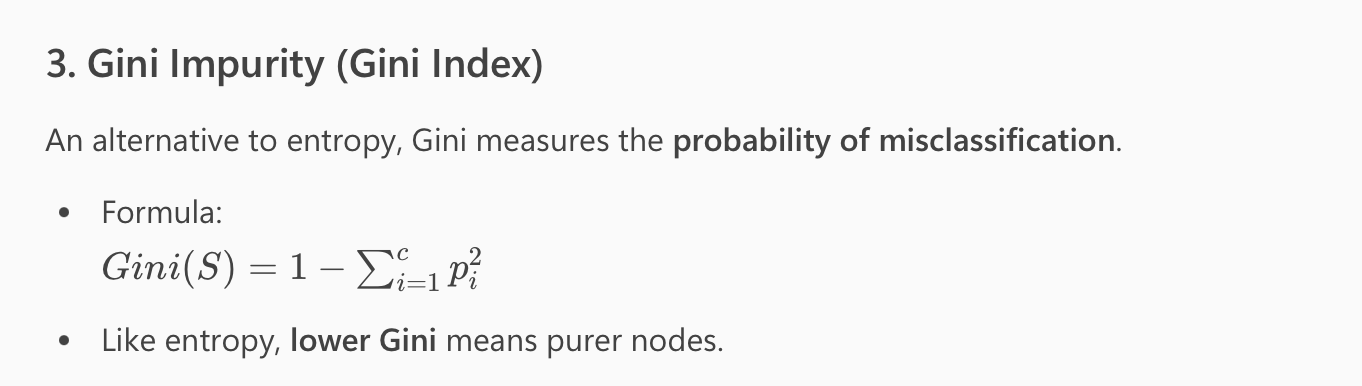 3. Gini Impurity (Gini Index)
An alternative to entropy, Gini measures the probability of misclassification.
• Formula:
Gini(S) = 1 − ∑_{i=1}^{c} p_i^2
• Like entropy, lower Gini means purer nodes.